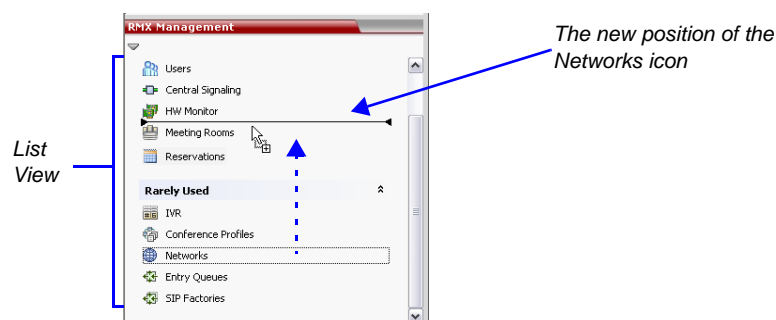 RMX Management
The new position of the
Networks icon
Users
Central Signaling
HW Monitor
Meeting Rooms
Reservations
List
View
Rarely Used
IVR
Conference Profiles
Networks
Entry Queues
SIP Factories